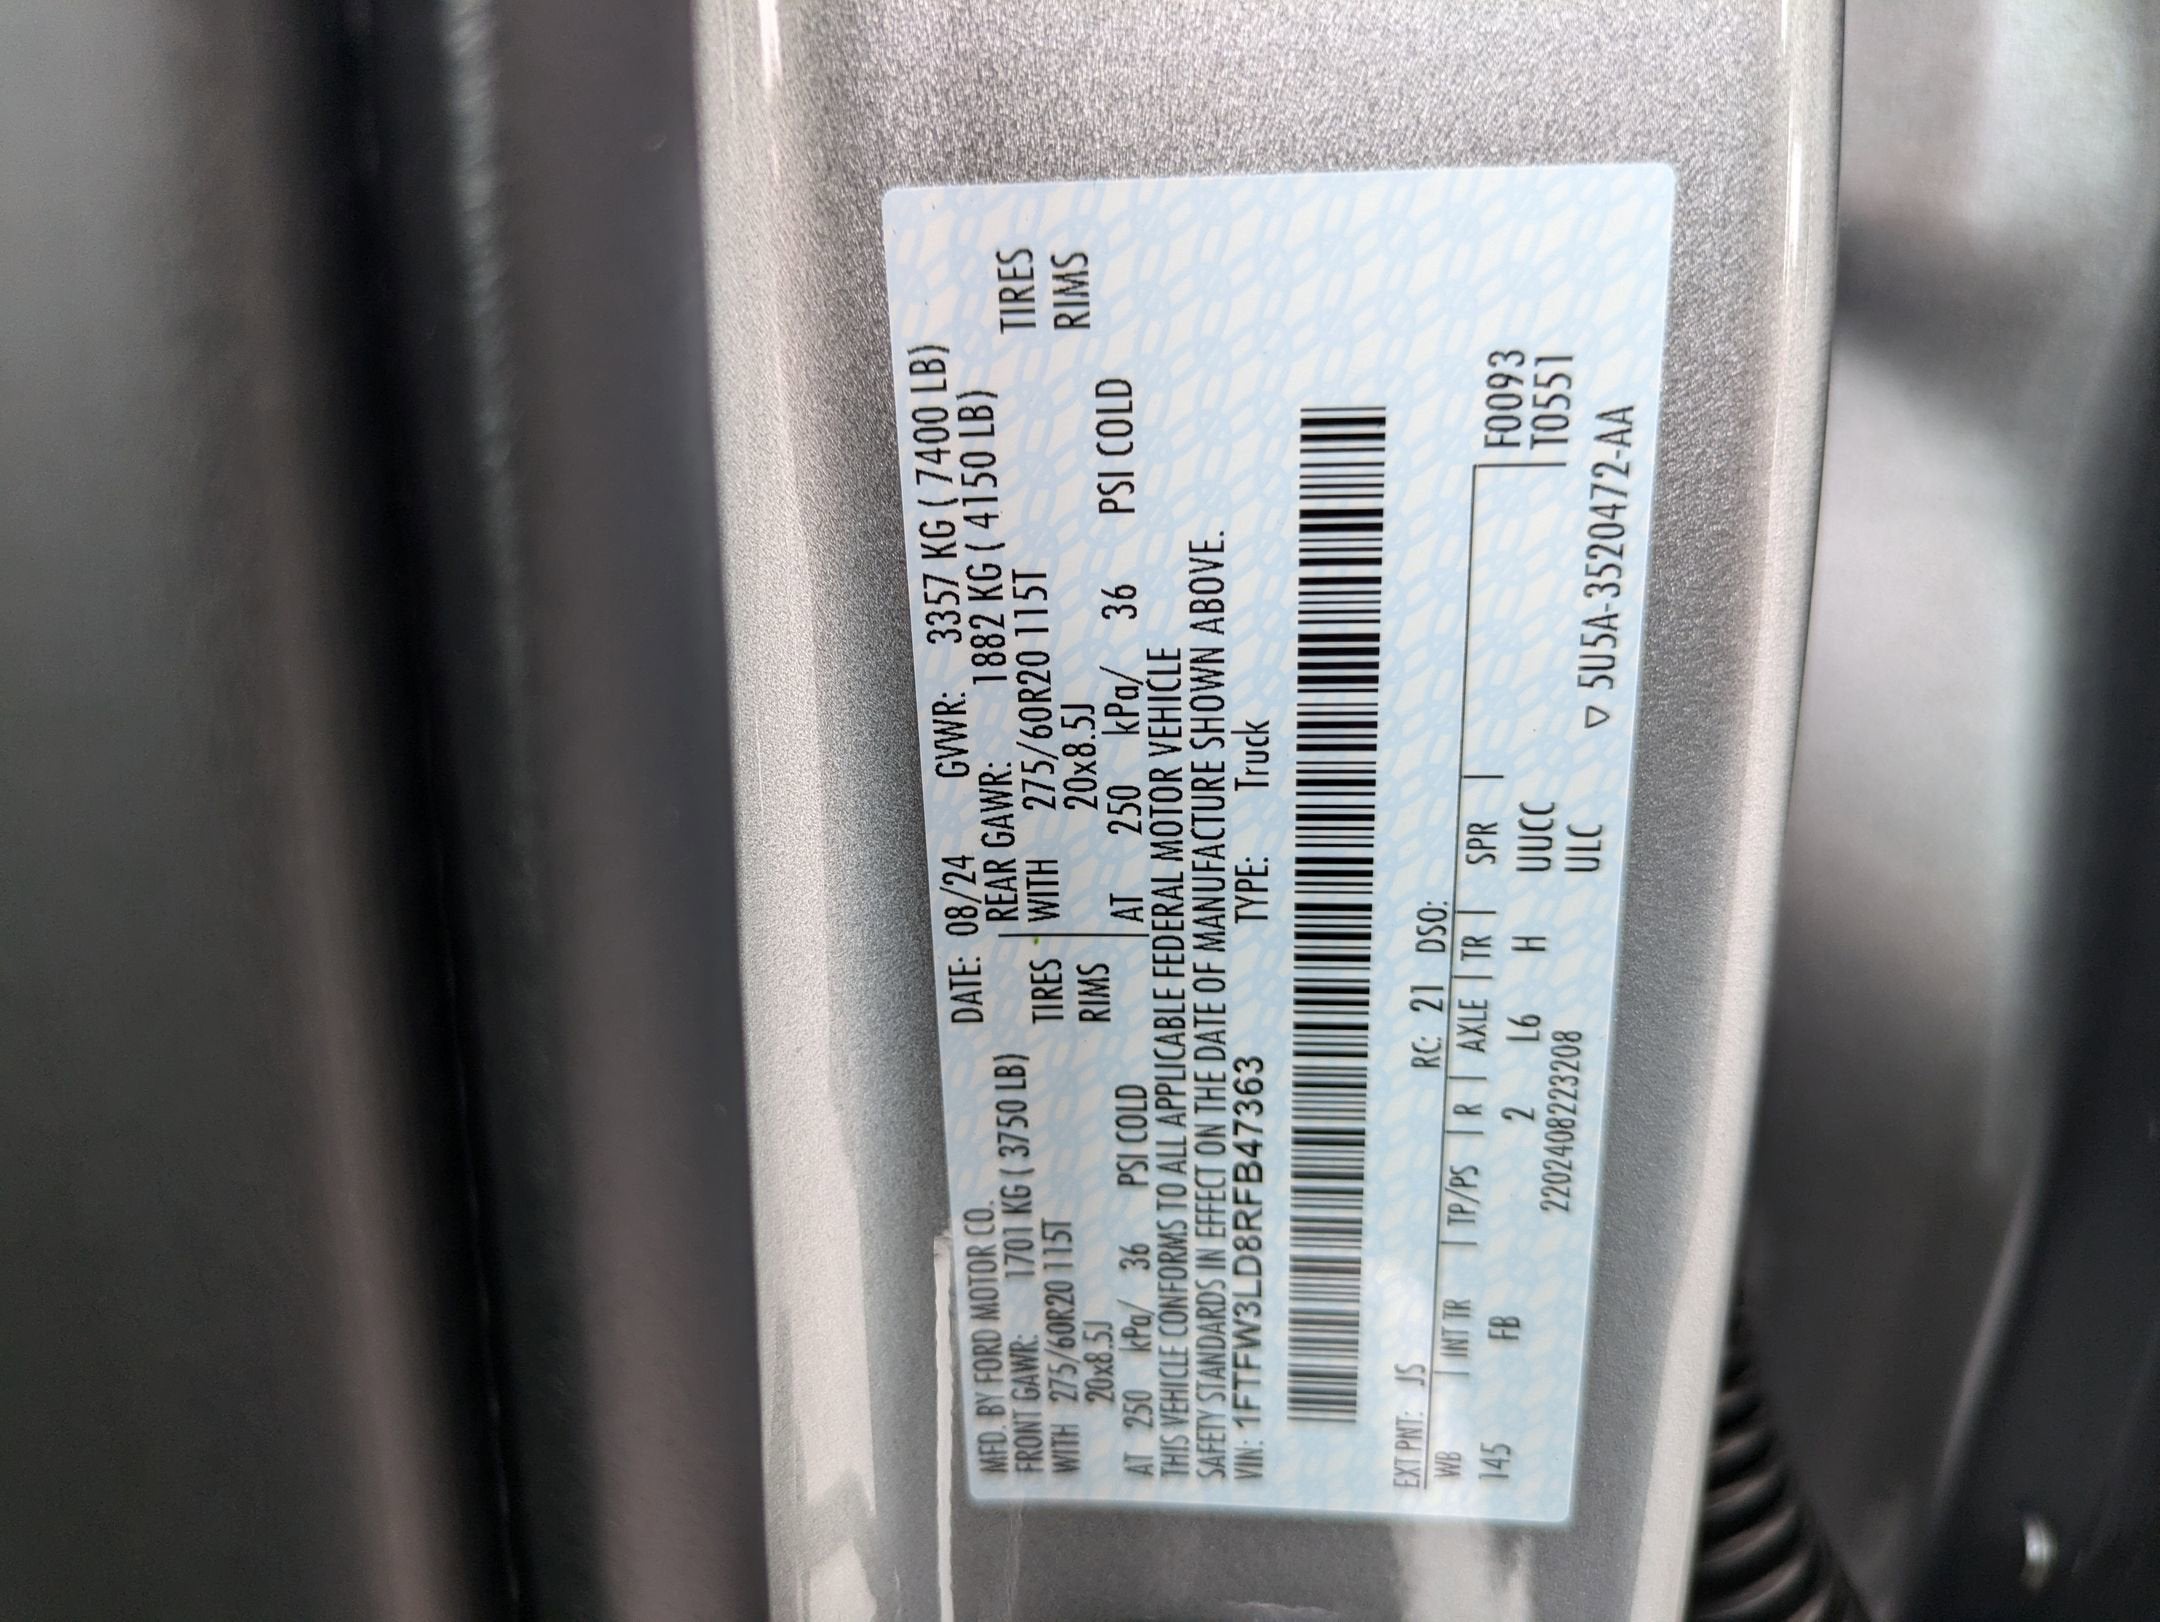 MFD. BY FORD MOTOR CO.
DATE: 08/24 GVWR: 3357 KG ( 7400 LB)
FRONT GAWR: 1701 KG ( 3750 LB) REAR GAWR: 1882 KG ( 4150 LB)
WITH 275/60R20 115T TIRES WITH 275/60R20 115T TIRES
20x8.5J RIMS 20x8.5J RIMS
AT 250 kPa/ 36 PSI COLD AT 250 kPa/ 36 PSI COLD
THIS VEHICLE CONFORMS TO ALL APPLICABLE FEDERAL MOTOR VEHICLE
SAFETY STANDARDS IN EFFECT ON THE DATE OF MANUFACTURE SHOWN ABOVE.
VIN: 1FTFW3LD8RFB47363 TYPE: Truck
EXT PNT: JS RC: 21 DSO:
WB INT TR TP/PS R AXLE TR SPR F0093
145 FB 2 L6 H UUCC T0551
2202408223208 ULC
▽ 5U5A-3520472-AA